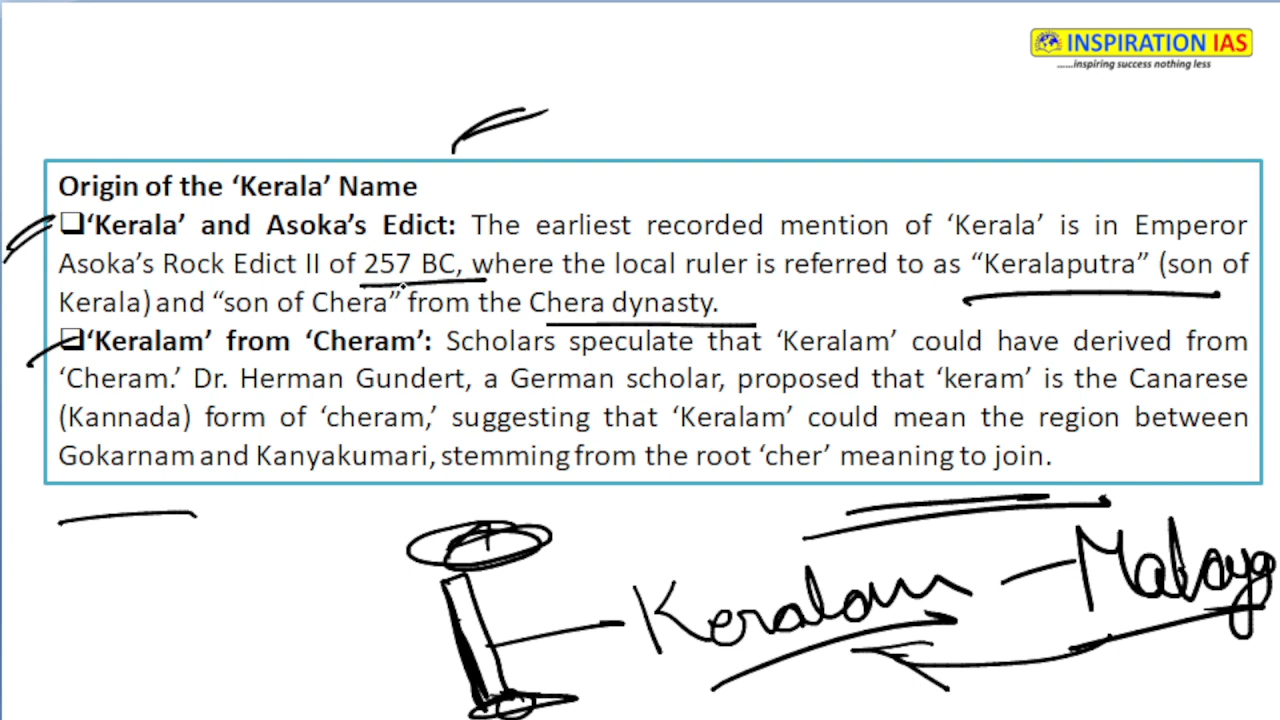 INSPIRATION IAS
......inspiring success nothing less
Origin of the ‘Kerala’ Name
❑‘Kerala’ and Asoka’s Edict: The earliest recorded mention of ‘Kerala’ is in Emperor
Asoka’s Rock Edict II of 257 BC, where the local ruler is referred to as “Keralaputra” (son of
Kerala) and “son of Chera” from the Chera dynasty.
❑‘Keralam’ from ‘Cheram’: Scholars speculate that ‘Keralam’ could have derived from
‘Cheram.’ Dr. Herman Gundert, a German scholar, proposed that ‘keram’ is the Canarese
(Kannada) form of ‘cheram,’ suggesting that ‘Keralam’ could mean the region between
Gokarnam and Kanyakumari, stemming from the root ‘cher’ meaning to join.
Keralam – Malaya